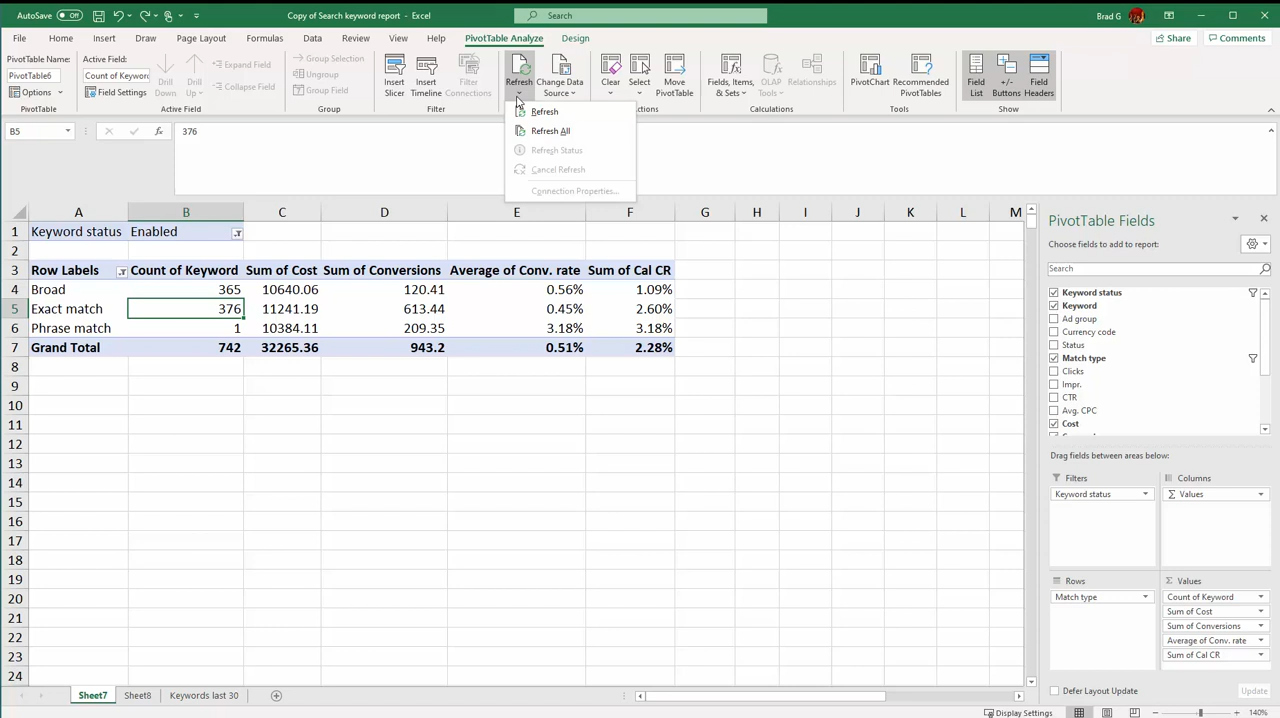 AutoSave Off
Copy of Search keyword report - Excel
Search
Brad G
File Home Insert Draw Page Layout Formulas Data Review View Help PivotTable Analyze Design
Share Comments
PivotTable Name:
PivotTable6
Options
PivotTable
Active Field:
Count of Keyword
Field Settings
Drill Down
Drill Up
Expand Field
Collapse Field
Active Field
Group Selection
Ungroup
Group Field
Group
Insert Slicer
Insert Timeline
Filter Connections
Filter
Refresh
Change Data Source
Clear
Select
Move PivotTable
Fields, Items, & Sets
OLAP Tools
Relationships
Calculations
PivotChart
Recommended PivotTables
Tools
Field List
+/- Buttons
Field Headers
Show
Refresh
Refresh All
Refresh Status
Cancel Refresh
Connection Properties...
B5
fx
376
A B C D E F G H I J K L M
1 Keyword status Enabled
2
3 Row Labels Count of Keyword Sum of Cost Sum of Conversions Average of Conv. rate Sum of Cal CR
4 Broad 365 10640.06 120.41 0.56% 1.09%
5 Exact match 376 11241.19 613.44 0.45% 2.60%
6 Phrase match 1 10384.11 209.35 3.18% 3.18%
7 Grand Total 742 32265.36 943.2 0.51% 2.28%
8
9
10
11
12
13
14
15
16
17
18
19
20
21
22
23
24
PivotTable Fields
Choose fields to add to report:
Search
Keyword status
Keyword
Ad group
Currency code
Status
Match type
Clicks
Impr.
CTR
Avg. CPC
Cost
Drag fields between areas below:
Filters
Keyword status
Columns
Σ Values
Rows
Match type
Σ Values
Count of Keyword
Sum of Cost
Sum of Conversions
Average of Conv. rate
Sum of Cal CR
Defer Layout Update
Update
Sheet7 Sheet8 Keywords last 30
Display Settings
140%